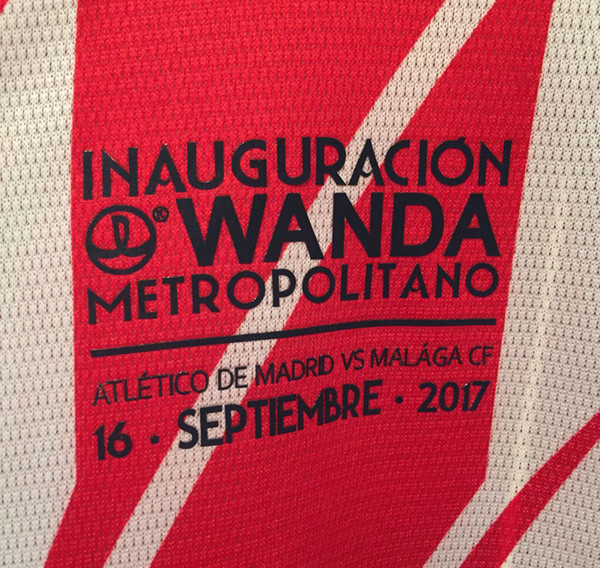 INAUGURACIÓN
® WANDA
METROPOLITANO
ATLÉTICO DE MADRID VS MALÁGA CF
16 · SEPTIEMBRE · 2017